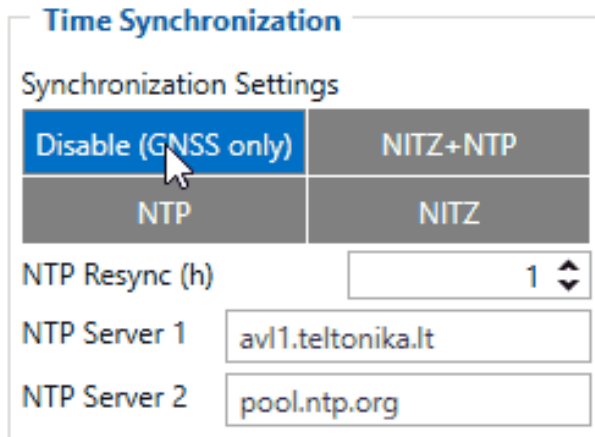 Time Synchronization
Synchronization Settings
Disable (GNSS only) NITZ+NTP
NTP NITZ
NTP Resync (h) 1
NTP Server 1 avl1.teltonika.lt
NTP Server 2 pool.ntp.org